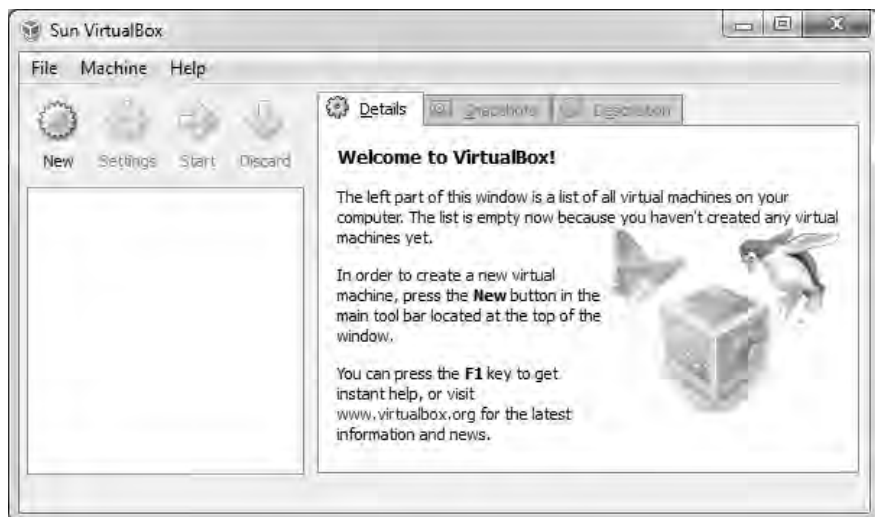 Sun VirtualBox
File Machine Help
New Settings Start Discard
Details Snapshots Description
Welcome to VirtualBox!
The left part of this window is a list of all virtual machines on your
computer. The list is empty now because you haven't created any virtual
machines yet.
In order to create a new virtual
machine, press the New button in the
main tool bar located at the top of the
window.
You can press the F1 key to get
instant help, or visit
www.virtualbox.org for the latest
information and news.